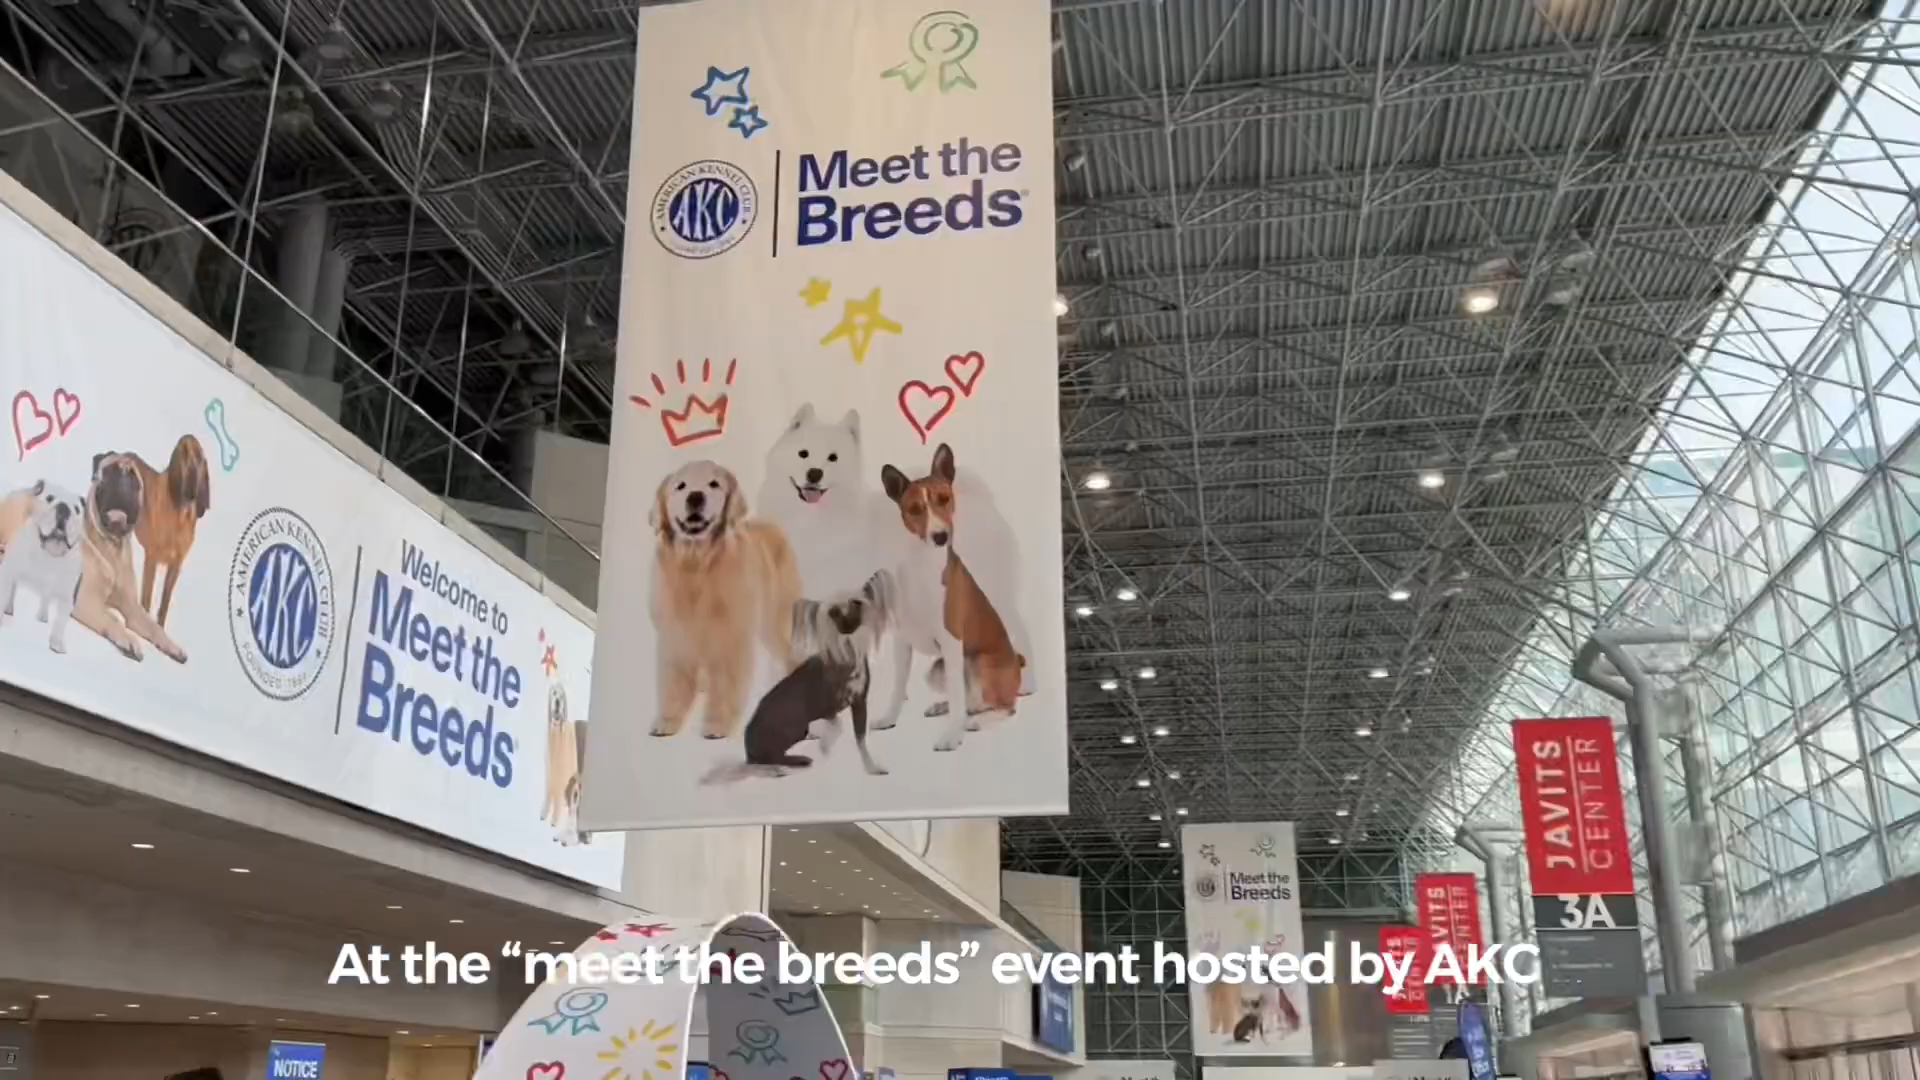 Meet the
Breeds
AMERICAN KENNEL CLUB
AKC
Welcome to
Meet the
Breeds
AMERICAN KENNEL CLUB
AKC
FOUNDED
JAVITS
CENTER
3A
Meet the
Breeds
At the “meet the breeds” event hosted by AKC
NOTICE